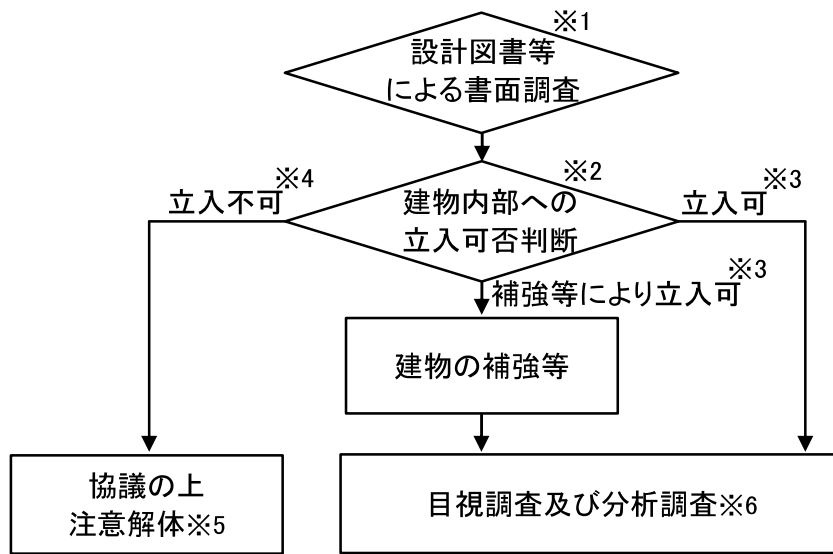 ※1
設計図書等
による書面調査
※2
建物内部への
立入可否判断
立入不可※4
立入可※3
補強等により立入可※3
建物の補強等
協議の上
注意解体※5
目視調査及び分析調査※6